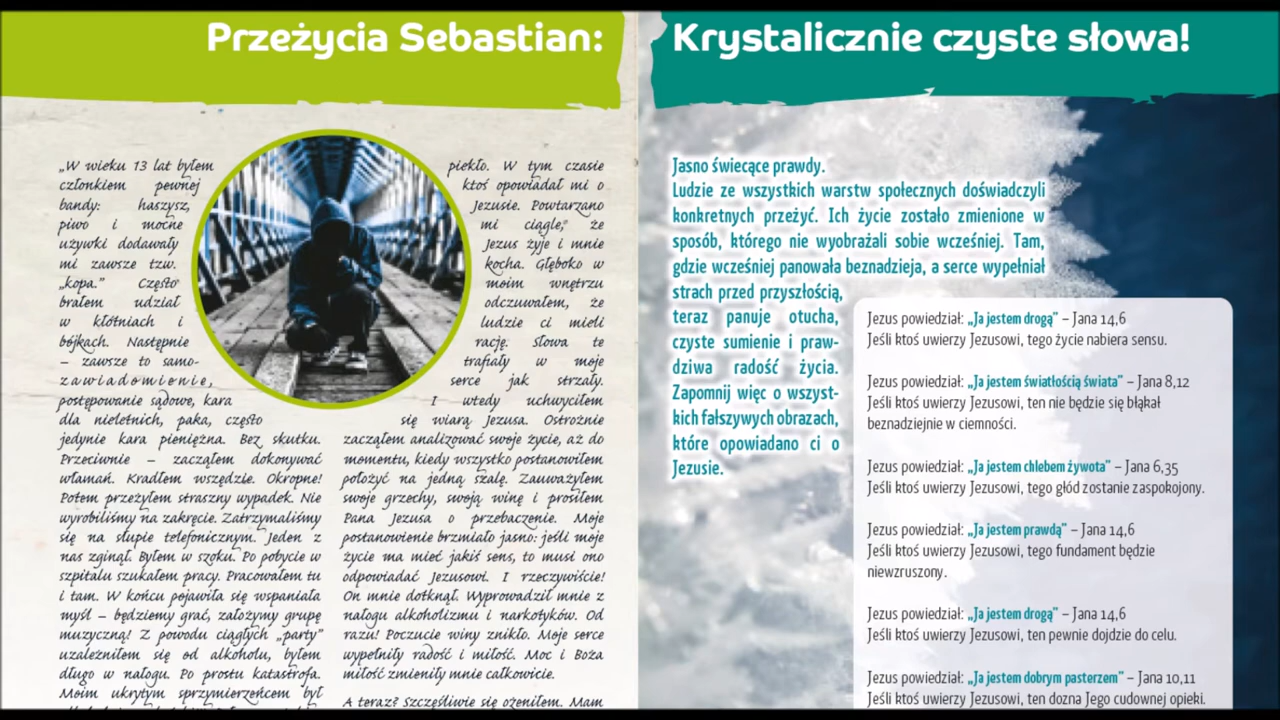 Przeżycia Sebastian:
„W wieku 13 lat byłem
członkiem pewnej
bandy: haszysz,
piwo i mocne
używki dodawały
mi zawsze tzw.
„kopa.” Często
brałem udział
w kłótniach i
bójkach. Następnie
– zawsze to samo-
zawiadomienie,
postępowanie sądowe, kara
dla nieletnich, paka, często
jedynie kara pieniężna. Bez skutku.
Przeciwnie – zacząłem dokonywać
włamań. Kradłem wszędzie. Okropne!
Potem przeżyłem straszny wypadek. Nie
wyrobiliśmy na zakręcie. Zatrzymaliśmy
się na słupie telefonicznym. Jeden z
nas zginął. Byłem w szoku. Po pobycie w
szpitalu szukałem pracy. Pracowałem tu
i tam. W końcu pojawiła się wspaniała
myśl – będziemy grać, założymy grupę
muzyczną! Z powodu ciągłych „party”
uzależniłem się od alkoholu, byłem
długo w nałogu. Po prostu katastrofa.
Moim ukrytym sprzymierzeńcem był
piekło. W tym czasie
ktoś opowiadał mi o
Jezusie. Powtarzano
mi ciągle, że
Jezus żyje i mnie
kocha. Głęboko w
moim wnętrzu
odczuwałem, że
ludzie ci mieli
rację. Słowa te
trafiały w moje
serce jak strzały.
I wtedy uchwyciłem
się wiarą Jezusa. Ostrożnie
zacząłem analizować swoje życie, aż do
momentu, kiedy wszystko postanowiłem
położyć na jedną szalę. Zauważyłem
swoje grzechy, swoją winę i prosiłem
Pana Jezusa o przebaczenie. Moje
postanowienie brzmiało jasno: jeśli moje
życie ma mieć jakiś sens, to musi ono
odpowiadać Jezusowi. I rzeczywiście!
On mnie dotknął. Wyprowadził mnie z
nałogu alkoholizmu i narkotyków. Od
razu! Poczucie winy znikło. Moje serce
wypełniły radość i miłość. Moc i Boża
miłość zmieniły mnie całkowicie.
A teraz? Szczęśliwie się ożeniłem. Mam
Krystalicznie czyste słowa!
Jasno świecące prawdy.
Ludzie ze wszystkich warstw społecznych doświadczyli
konkretnych przeżyć. Ich życie zostało zmienione w
sposób, którego nie wyobrażali sobie wcześniej. Tam,
gdzie wcześniej panowała beznadzieja, a serce wypełniał
strach przed przyszłością,
teraz panuje otucha,
czyste sumienie i praw-
dziwa radość życia.
Zapomnij więc o wszyst-
kich fałszywych obrazach,
które opowiadano ci o
Jezusie.
Jezus powiedział: „Ja jestem drogą” – Jana 14,6
Jeśli ktoś uwierzy Jezusowi, tego życie nabiera sensu.
Jezus powiedział: „Ja jestem światłością świata” – Jana 8,12
Jeśli ktoś uwierzy Jezusowi, ten nie będzie się błąkał
beznadziejnie w ciemności.
Jezus powiedział: „Ja jestem chlebem żywota” – Jana 6,35
Jeśli ktoś uwierzy Jezusowi, tego głód zostanie zaspokojony.
Jezus powiedział: „Ja jestem prawdą” – Jana 14,6
Jeśli ktoś uwierzy Jezusowi, tego fundament będzie
niewzruszony.
Jezus powiedział: „Ja jestem drogą” – Jana 14,6
Jeśli ktoś uwierzy Jezusowi, ten pewnie dojdzie do celu.
Jezus powiedział: „Ja jestem dobrym pasterzem” – Jana 10,11
Jeśli ktoś uwierzy Jezusowi, ten dozna Jego cudownej opieki.